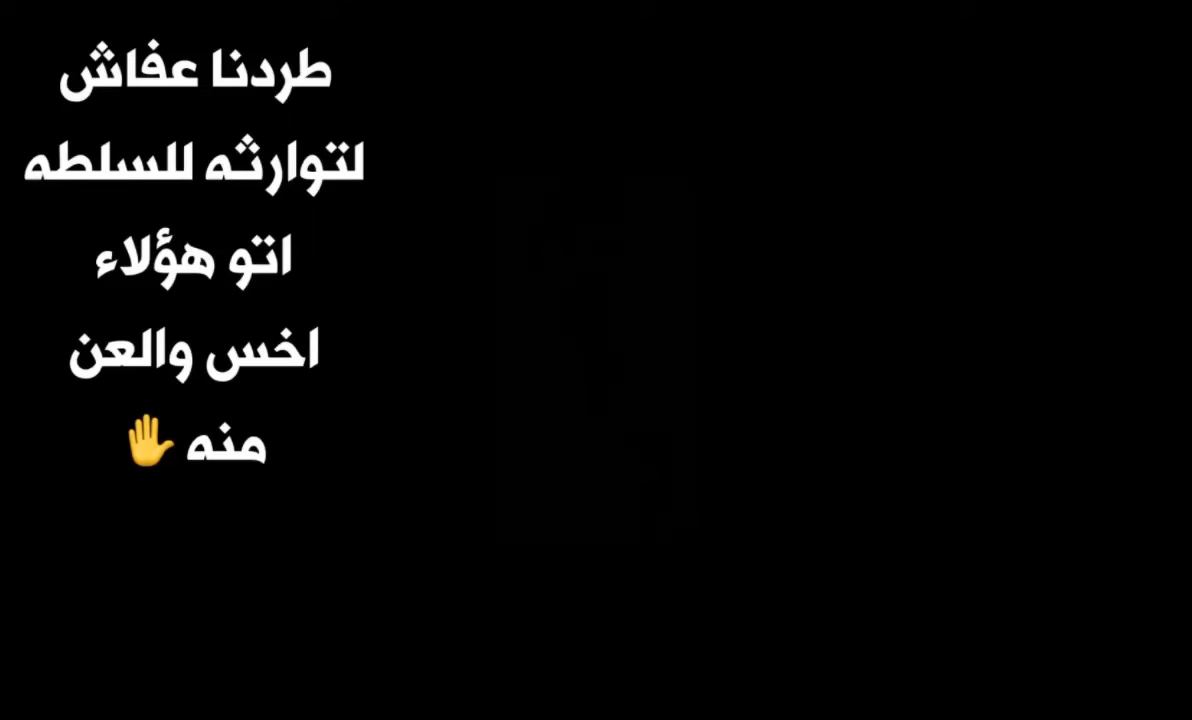 طردنا عفاش
لتوارثه للسلطه
اتو هؤلاء
اخس والعن
منه ✋